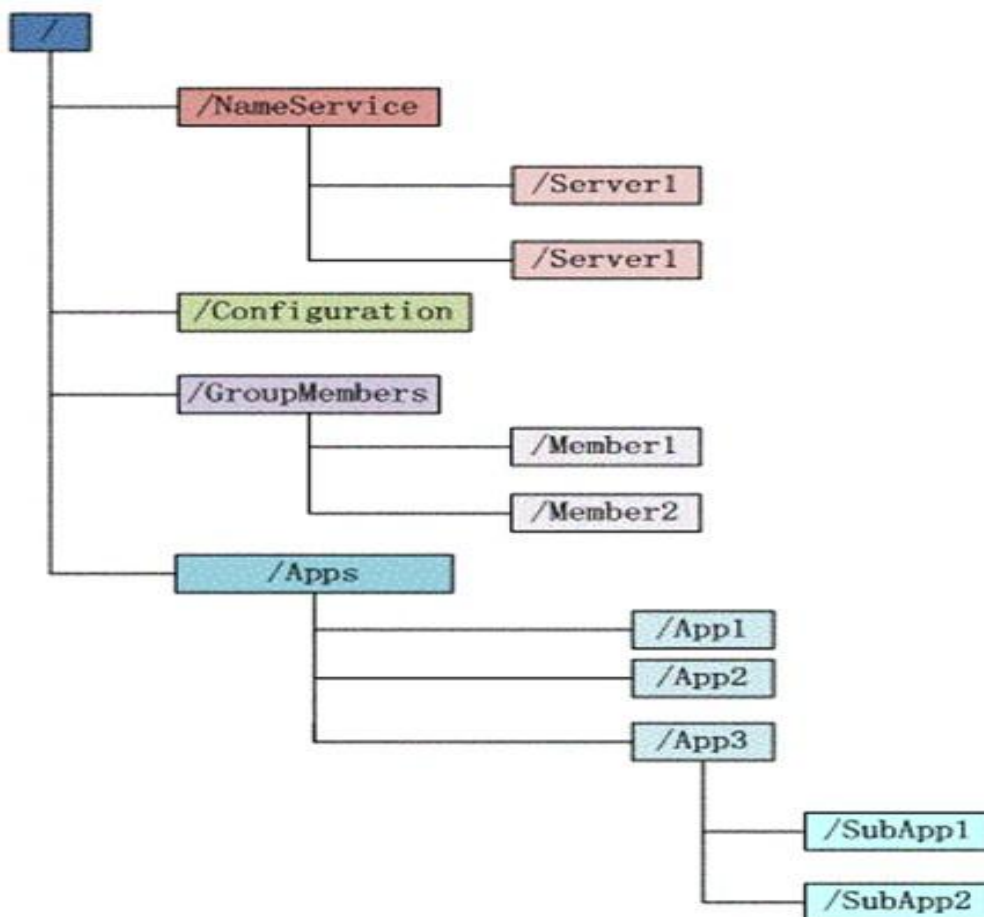 /
/NameService
/Server1
/Server1
/Configuration
/GroupMembers
/Member1
/Member2
/Apps
/App1
/App2
/App3
/SubApp1
/SubApp2